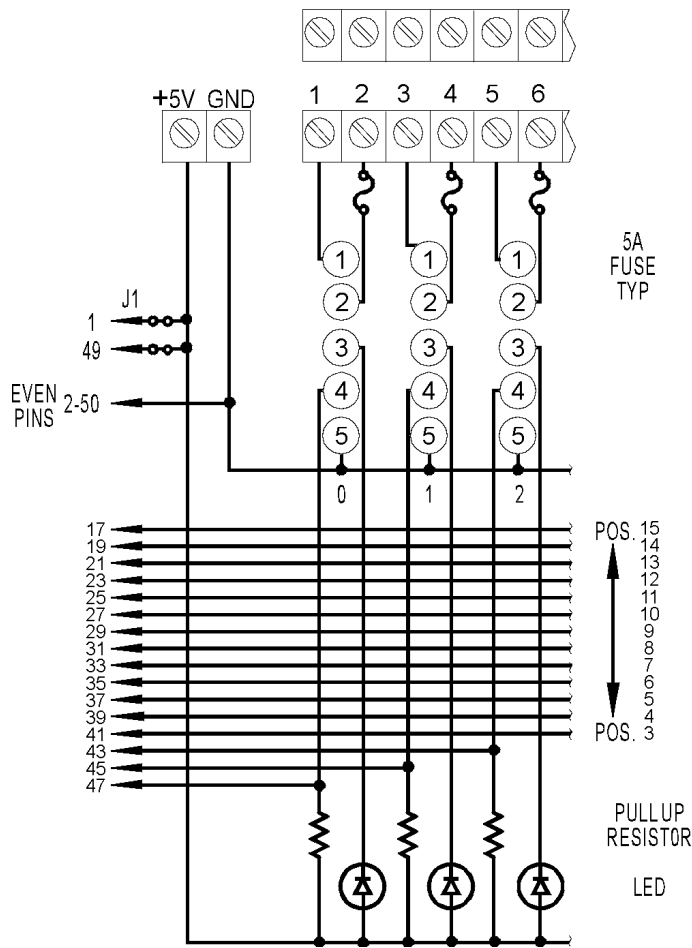 1 2 3 4 5 6
+5V GND
5A
FUSE
TYP
1 1 1
2 2 2
J1
1
49
3 3 3
EVEN
PINS 2-50
4 4 4
5 5 5
0 1 2
17 POS. 15
19 14
21 13
23 12
25 11
27 10
29 9
31 8
33 7
35 6
37 5
39 4
41 POS. 3
43
45
47
PULLUP
RESISTOR
LED